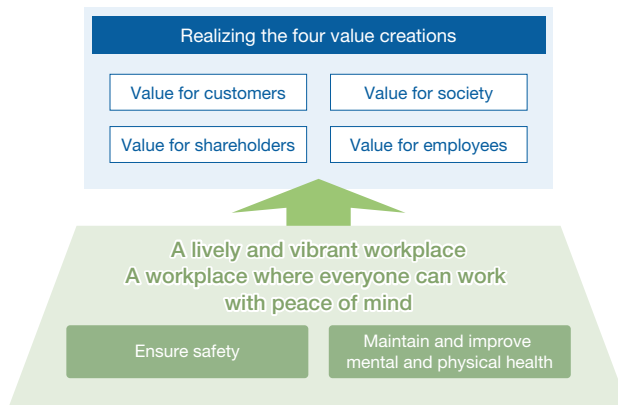 Realizing the four value creations
Value for customers
Value for society
Value for shareholders
Value for employees
A lively and vibrant workplace
A workplace where everyone can work
with peace of mind
Ensure safety
Maintain and improve
mental and physical health